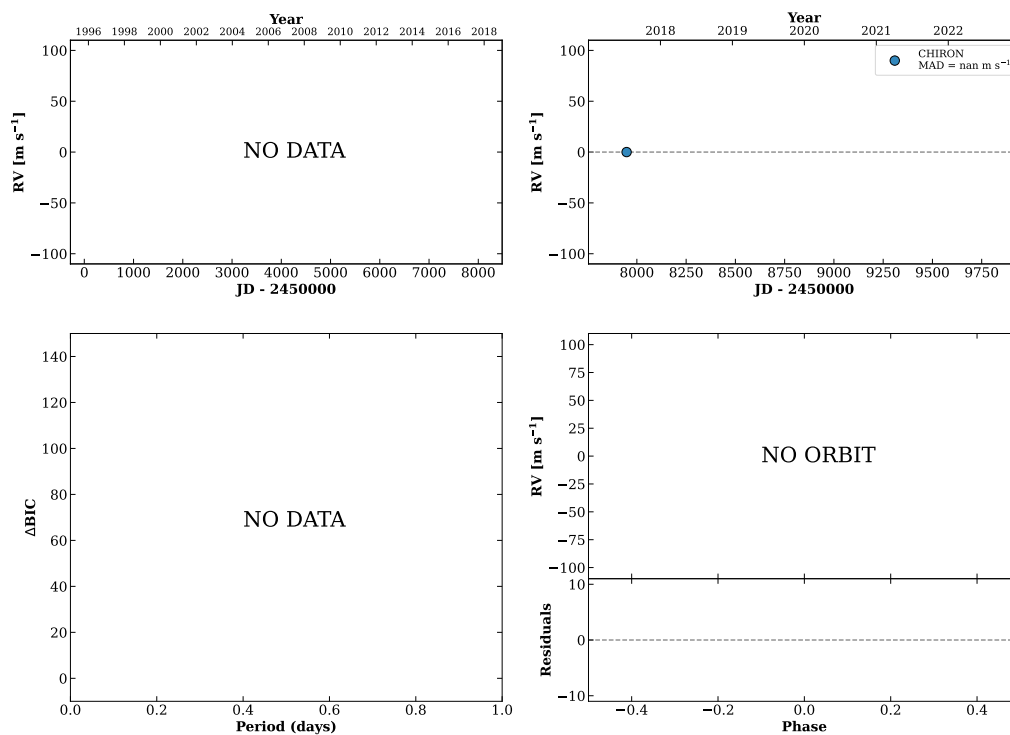 Year
1996 1998 2000 2002 2004 2006 2008 2010 2012 2014 2016 2018
100
50
0
−50
−100
RV [m s⁻¹]
NO DATA
0 1000 2000 3000 4000 5000 6000 7000 8000
JD - 2450000
Year
2018 2019 2020 2021 2022
CHIRON
MAD = nan m s⁻¹
100
50
0
−50
−100
RV [m s⁻¹]
8000 8250 8500 8750 9000 9250 9500 9750
JD - 2450000
140
120
100
80
60
40
20
0
ΔBIC
NO DATA
0.0 0.2 0.4 0.6 0.8 1.0
Period (days)
100
75
50
25
0
−25
−50
−75
−100
RV [m s⁻¹]
NO ORBIT
10
0
−10
Residuals
−0.4 −0.2 0.0 0.2 0.4
Phase